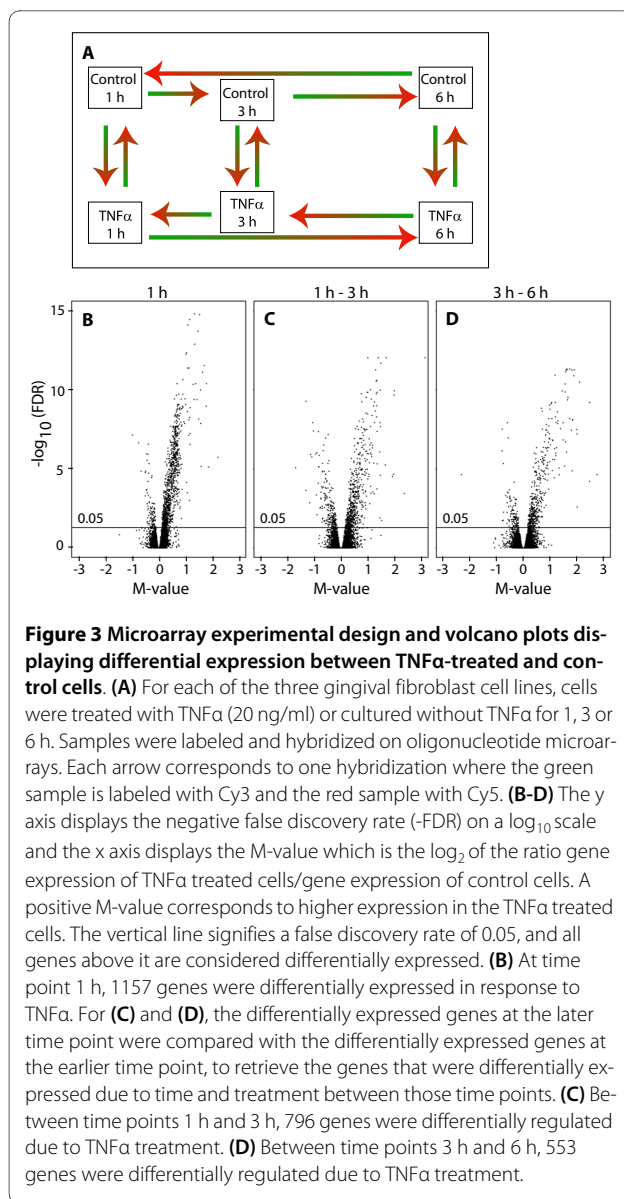 A
Control
1 h
Control
3 h
Control
6 h
TNFα
1 h
TNFα
3 h
TNFα
6 h
1 h
1 h - 3 h
3 h - 6 h
B
C
D
15
10
5
0
-log10 (FDR)
0.05
0.05
0.05
-3 -2 -1 0 1 2 3
-3 -2 -1 0 1 2 3
-3 -2 -1 0 1 2 3
M-value
M-value
M-value
Figure 3 Microarray experimental design and volcano plots dis-
playing differential expression between TNFα-treated and con-
trol cells. (A) For each of the three gingival fibroblast cell lines, cells
were treated with TNFα (20 ng/ml) or cultured without TNFα for 1, 3 or
6 h. Samples were labeled and hybridized on oligonucleotide microar-
rays. Each arrow corresponds to one hybridization where the green
sample is labeled with Cy3 and the red sample with Cy5. (B-D) The y
axis displays the negative false discovery rate (-FDR) on a log10 scale
and the x axis displays the M-value which is the log2 of the ratio gene
expression of TNFα treated cells/gene expression of control cells. A
positive M-value corresponds to higher expression in the TNFα treated
cells. The vertical line signifies a false discovery rate of 0.05, and all
genes above it are considered differentially expressed. (B) At time
point 1 h, 1157 genes were differentially expressed in response to
TNFα. For (C) and (D), the differentially expressed genes at the later
time point were compared with the differentially expressed genes at
the earlier time point, to retrieve the genes that were differentially ex-
pressed due to time and treatment between those time points. (C) Be-
tween time points 1 h and 3 h, 796 genes were differentially regulated
due to TNFα treatment. (D) Between time points 3 h and 6 h, 553
genes were differentially regulated due to TNFα treatment.